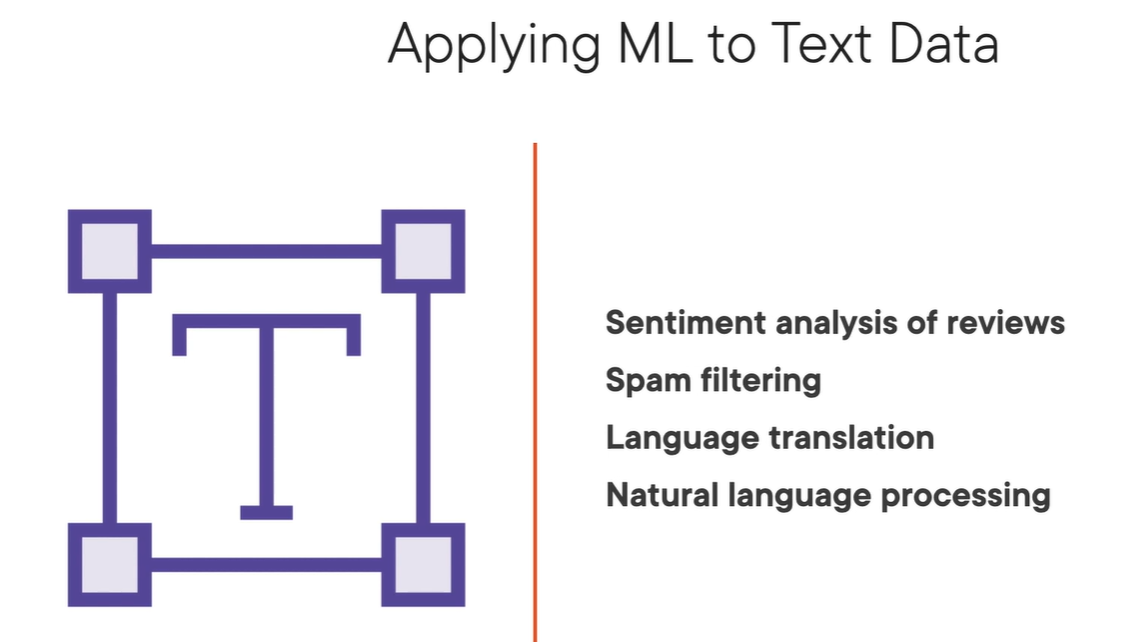 Applying ML to Text Data
T
Sentiment analysis of reviews
Spam filtering
Language translation
Natural language processing